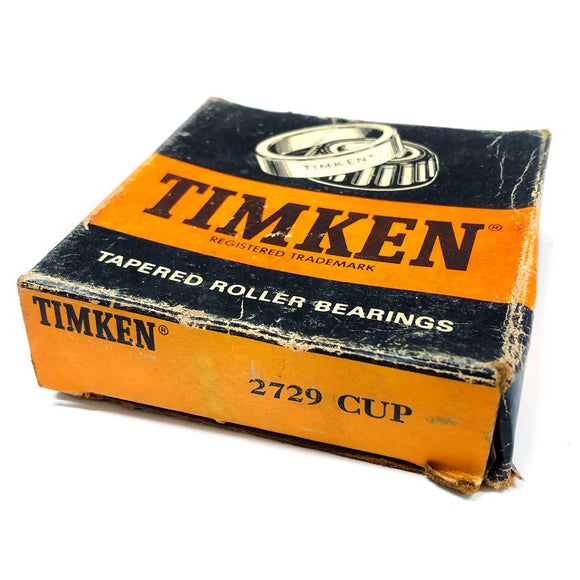 TIMKEN®
TIMKEN®
REGISTERED TRADEMARK
TAPERED ROLLER BEARINGS
TIMKEN®
2729 CUP